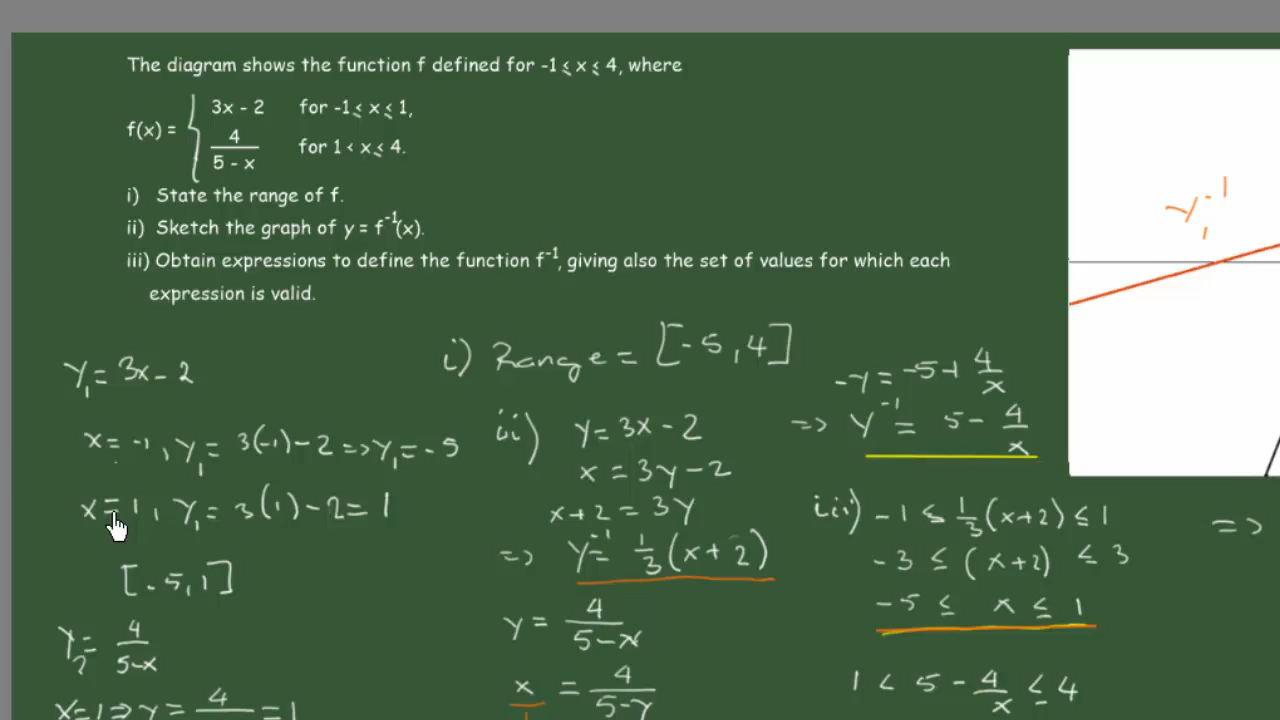 The diagram shows the function f defined for -1 ≤ x ≤ 4, where
f(x) = { 3x - 2 for -1 ≤ x ≤ 1,
4/(5 - x) for 1 < x ≤ 4.
i) State the range of f.
ii) Sketch the graph of y = f⁻¹(x).
iii) Obtain expressions to define the function f⁻¹, giving also the set of values for which each
expression is valid.
y₁ = 3x - 2
x = -1, y₁ = 3(-1) - 2 => y₁ = -5
x = 1, y₁ = 3(1) - 2 = 1
[-5, 1]
y₂ = 4/(5-x)
x = 1 => y = 4/ = 1
i) Range = [-5, 4]
ii) y = 3x - 2
x = 3y - 2
x + 2 = 3y
=> y⁻¹ = 1/3 (x + 2)
y = 4/(5-x)
x/1 = 4/(5-y)
-y = -5 + 4/x
=> y⁻¹ = 5 - 4/x
iii) -1 ≤ 1/3 (x+2) ≤ 1
-3 ≤ (x+2) ≤ 3
-5 ≤ x ≤ 1
1 < 5 - 4/x ≤ 4
=>
y₁⁻¹